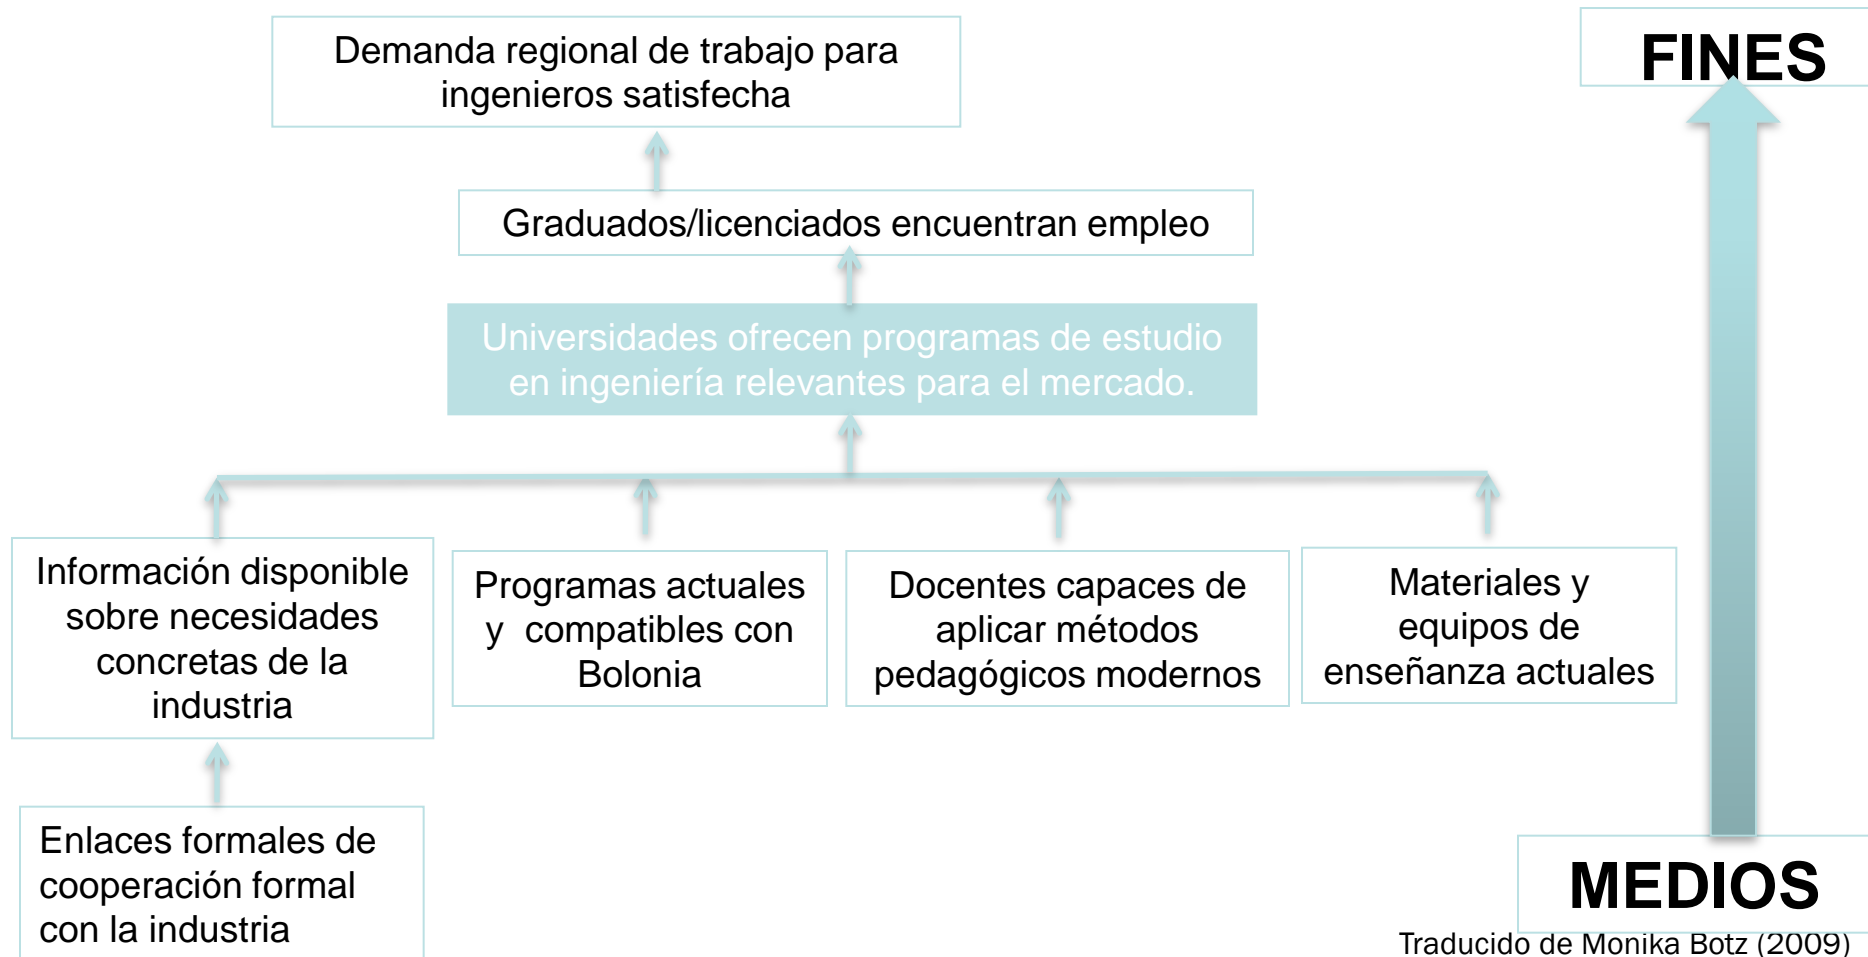 Demanda regional de trabajo para
ingenieros satisfecha
FINES
Graduados/licenciados encuentran empleo
Universidades ofrecen programas de estudio
en ingeniería relevantes para el mercado.
Información disponible
sobre necesidades
concretas de la
industria
Programas actuales
y compatibles con
Bolonia
Docentes capaces de
aplicar métodos
pedagógicos modernos
Materiales y
equipos de
enseñanza actuales
Enlaces formales de
cooperación formal
con la industria
MEDIOS
Traducido de Monika Botz (2009)